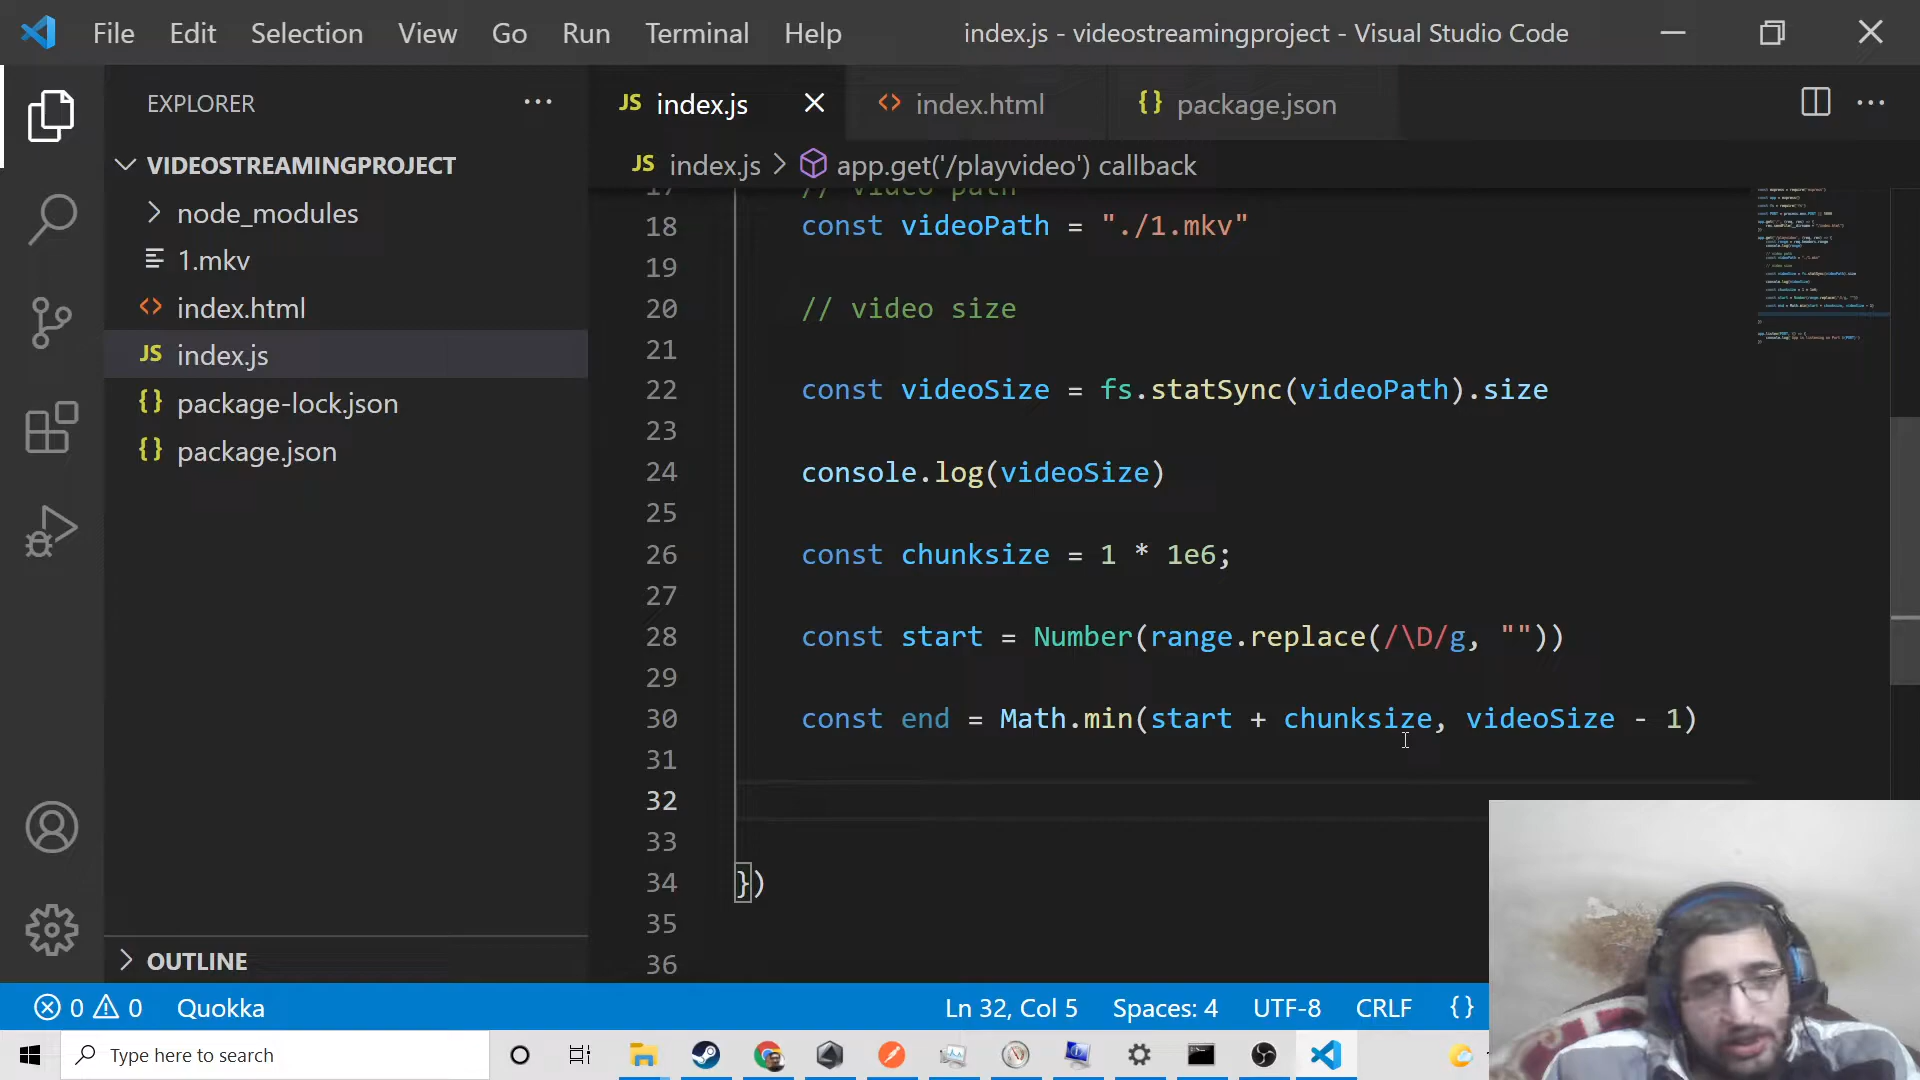 File Edit Selection View Go Run Terminal Help index.js - videostreamingproject - Visual Studio Code
EXPLORER
JS index.js
<> index.html
{} package.json
VIDEOSTREAMINGPROJECT
JS index.js > app.get('/playvideo') callback
node_modules
1.mkv
<> index.html
JS index.js
{} package-lock.json
{} package.json
OUTLINE
17 // video path
18 const videoPath = "./1.mkv"
19
20 // video size
21
22 const videoSize = fs.statSync(videoPath).size
23
24 console.log(videoSize)
25
26 const chunksize = 1 * 1e6;
27
28 const start = Number(range.replace(/\D/g, ""))
29
30 const end = Math.min(start + chunksize, videoSize - 1)
31
32
33
34 })
35
36
0 0 Quokka Ln 32, Col 5 Spaces: 4 UTF-8 CRLF {}
Type here to search